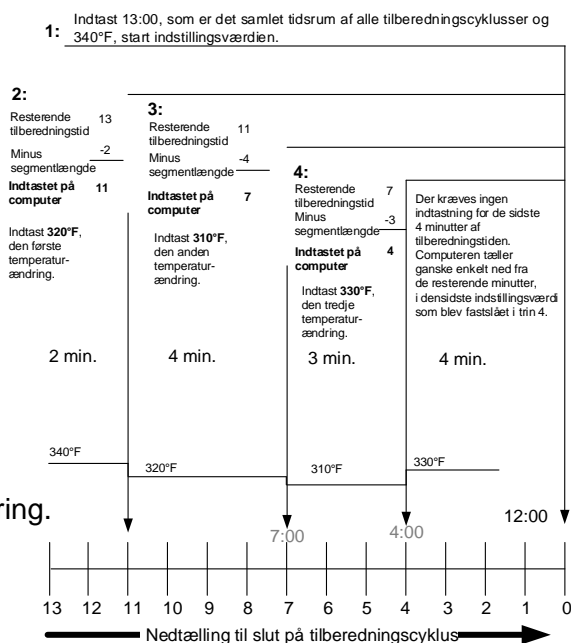 1: Indtast 13:00, som er det samlet tidsrum af alle tilberedningscyklusser og
340°F, start indstillingsværdien.
2:
Resterende 13
tilberedningstid
Minus -2
segmentlængde
Indtastet på 11
computer
Indtast 320°F,
den første
temperatur-
ændring.
2 min.
3:
Resterende 11
tilberedningstid
Minus -4
segmentlængde
Indtastet på 7
computer
Indtast 310°F,
den anden
temperatur-
ændring.
4 min.
4:
Resterende 7
tilberedningstid
Minus -3
segmentlængde
Indtastet på 4
computer
Indtast 330°F,
den tredje
temperatur-
ændring.
3 min.
Der kræves ingen
indtastning for de sidste
4 minutter af
tilberedningstiden.
Computeren tæller
ganske enkelt ned fra
de resterende minutter,
i densidste indstillingsværdi
som blev fastslået i trin 4.
4 min.
340°F
320°F
310°F
330°F
ring.
7:00
4:00
12:00
13 12 11 10 9 8 7 6 5 4 3 2 1 0
Nedtælling til slut på tilberedningscyklus